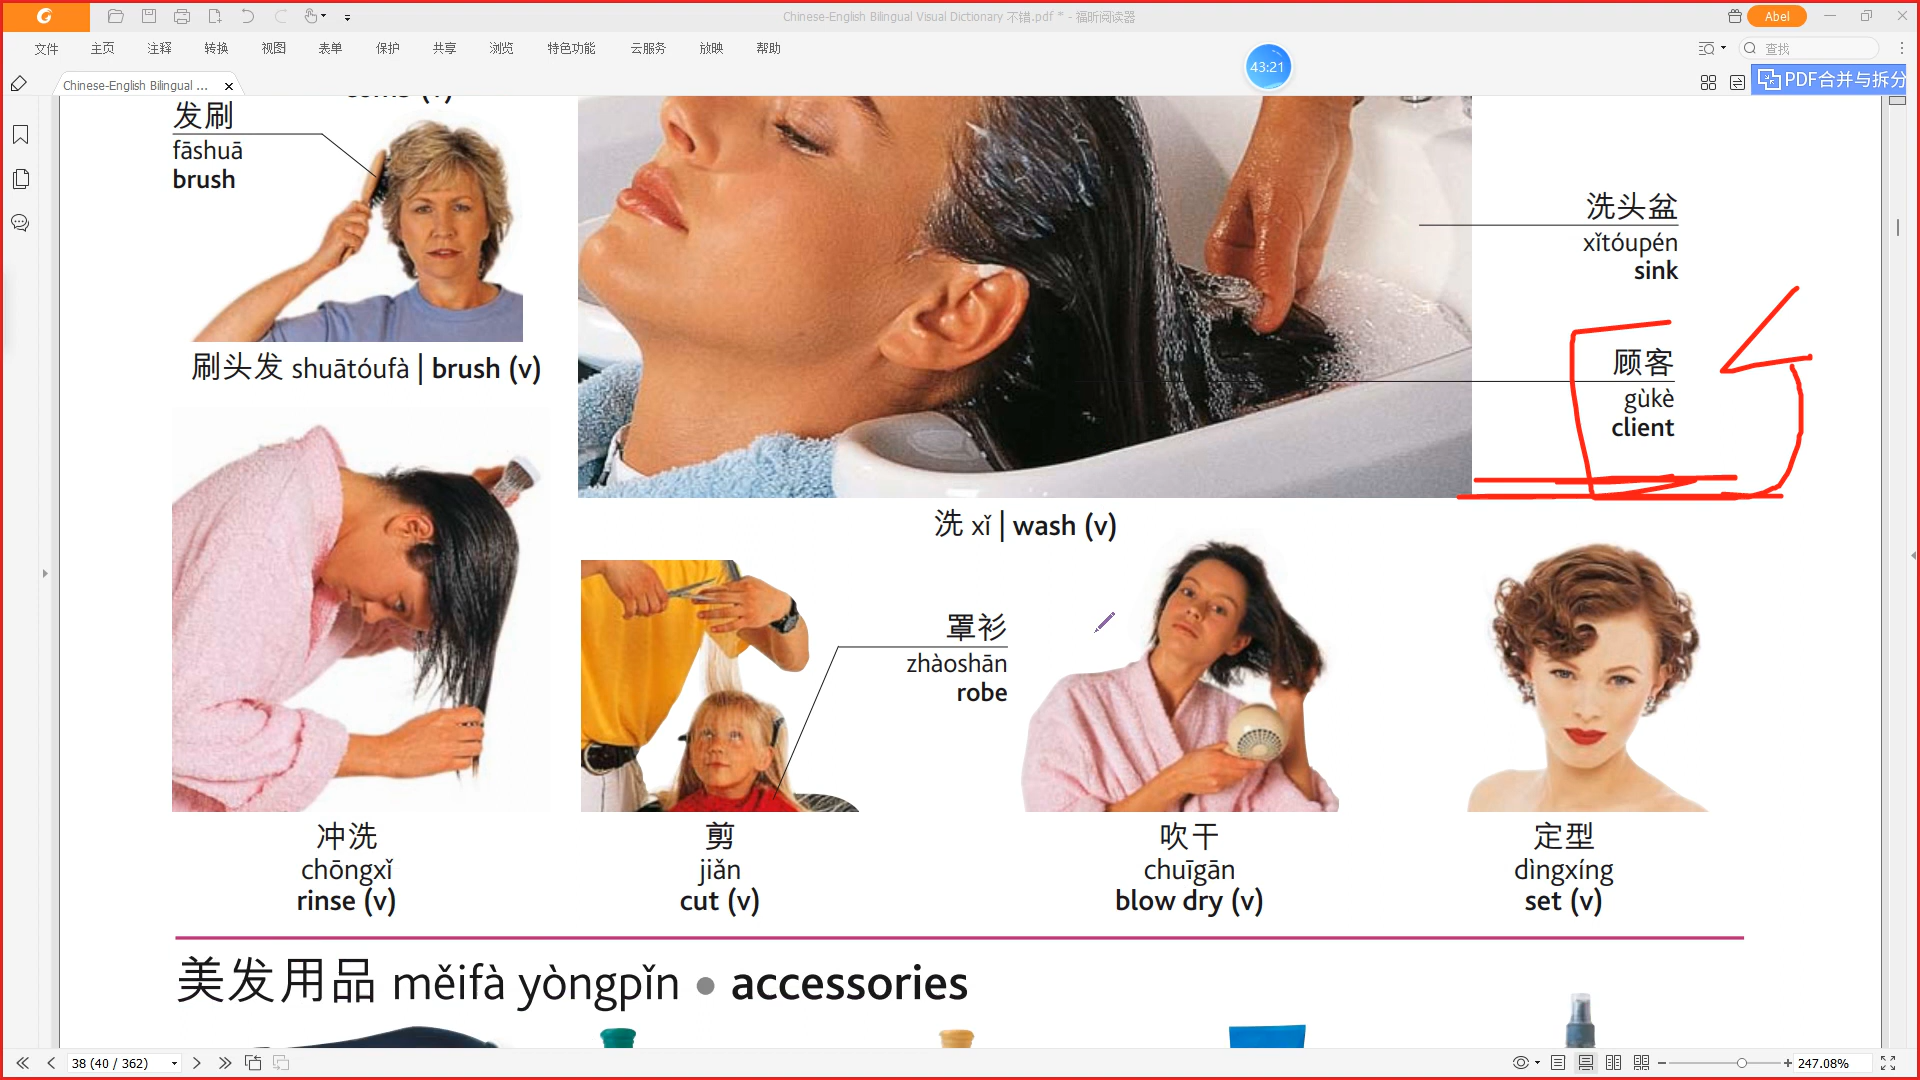 Chinese-English Bilingual Visual Dictionary 不错.pdf * - 福昕阅读器
Abel
文件 主页 注释 转换 视图 表单 保护 共享 浏览 特色功能 云服务 放映 帮助
43:21
查找
Chinese-English Bilingual ...
PDF合并与拆分
发刷
fāshuā
brush
刷头发 shuātóufà | brush (v)
洗头盆
xǐtóupén
sink
顾客
gùkè
client
洗 xǐ | wash (v)
罩衫
zhàoshān
robe
冲洗
chōngxǐ
rinse (v)
剪
jiǎn
cut (v)
吹干
chuīgān
blow dry (v)
定型
dìngxíng
set (v)
美发用品 měifà yòngpǐn ● accessories
38 (40 / 362)
247.08%